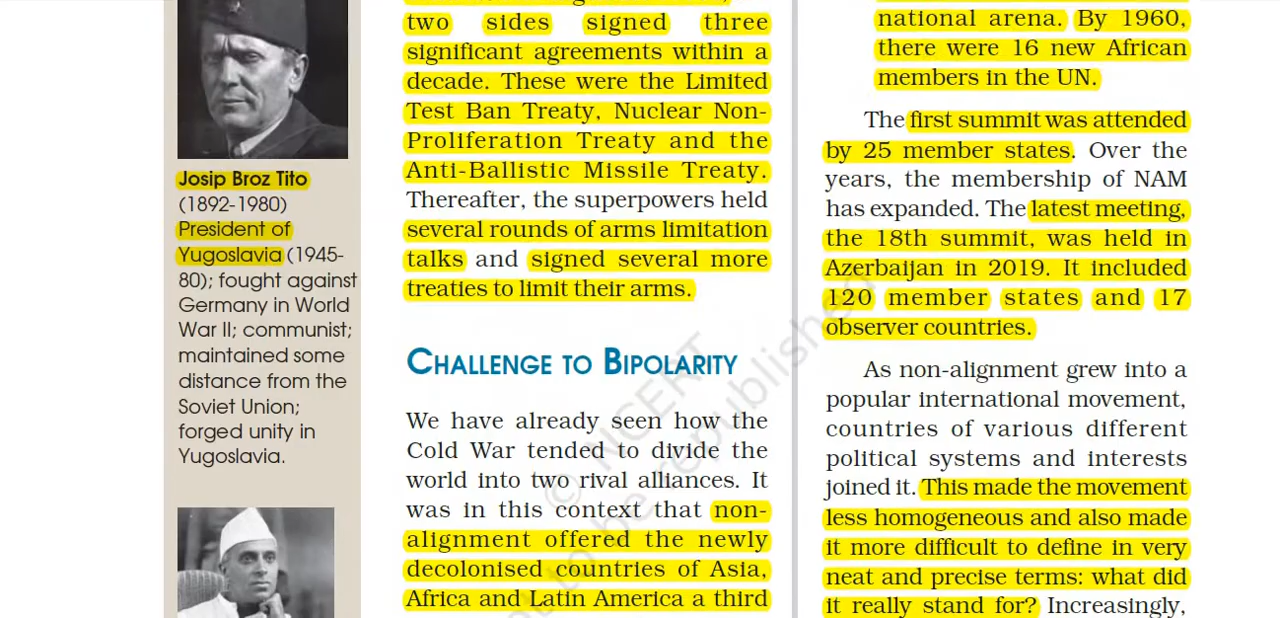 Josip Broz Tito
(1892-1980)
President of
Yugoslavia (1945-
80); fought against
Germany in World
War II; communist;
maintained some
distance from the
Soviet Union;
forged unity in
Yugoslavia.
two sides signed three
significant agreements within a
decade. These were the Limited
Test Ban Treaty, Nuclear Non-
Proliferation Treaty and the
Anti-Ballistic Missile Treaty.
Thereafter, the superpowers held
several rounds of arms limitation
talks and signed several more
treaties to limit their arms.
CHALLENGE TO BIPOLARITY
We have already seen how the
Cold War tended to divide the
world into two rival alliances. It
was in this context that non-
alignment offered the newly
decolonised countries of Asia,
Africa and Latin America a third
national arena. By 1960,
there were 16 new African
members in the UN.
The first summit was attended
by 25 member states. Over the
years, the membership of NAM
has expanded. The latest meeting,
the 18th summit, was held in
Azerbaijan in 2019. It included
120 member states and 17
observer countries.
As non-alignment grew into a
popular international movement,
countries of various different
political systems and interests
joined it. This made the movement
less homogeneous and also made
it more difficult to define in very
neat and precise terms: what did
it really stand for? Increasingly,
© NCERT
to be republished